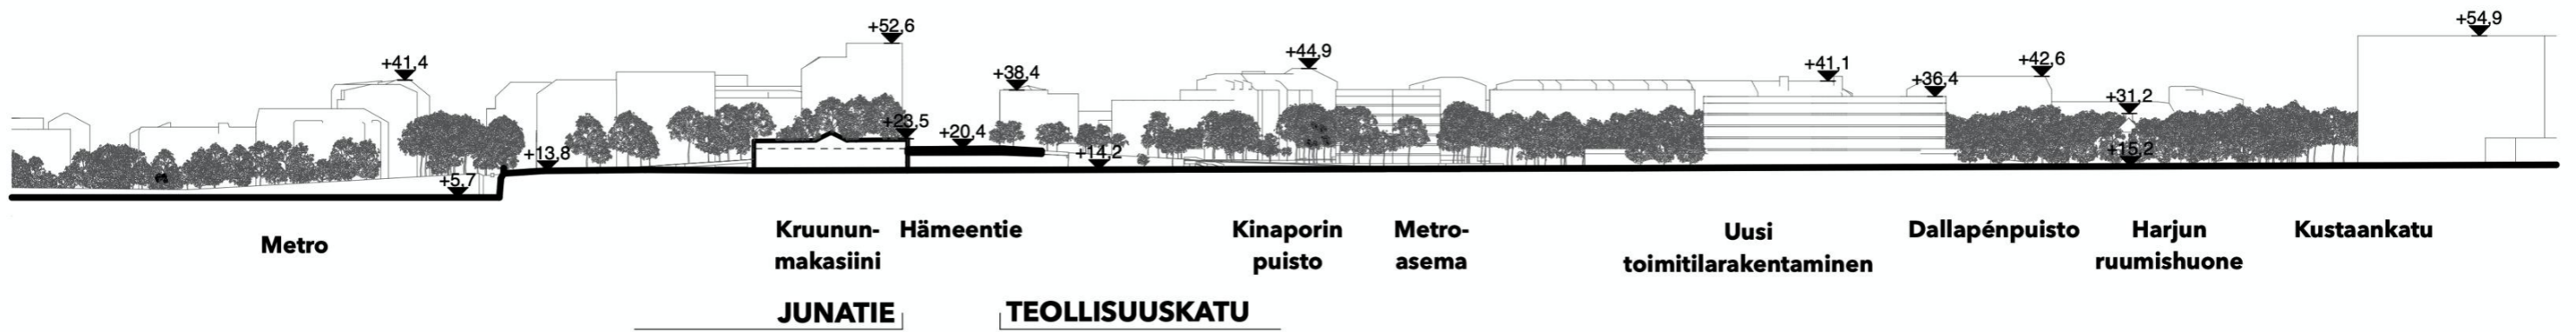 +41,4
+5,7
+13,8
+52,6
+23,5
+20,4
+38,4
+14,2
+44,9
+41,1
+36,4
+42,6
+31,2
+15,2
+54,9
Metro
Kruunun-
makasiini
Hämeentie
Kinaporin
puisto
Metro-
asema
Uusi
toimitilarakentaminen
Dallapénpuisto
Harjun
ruumishuone
Kustaankatu
JUNATIE
TEOLLISUUSKATU